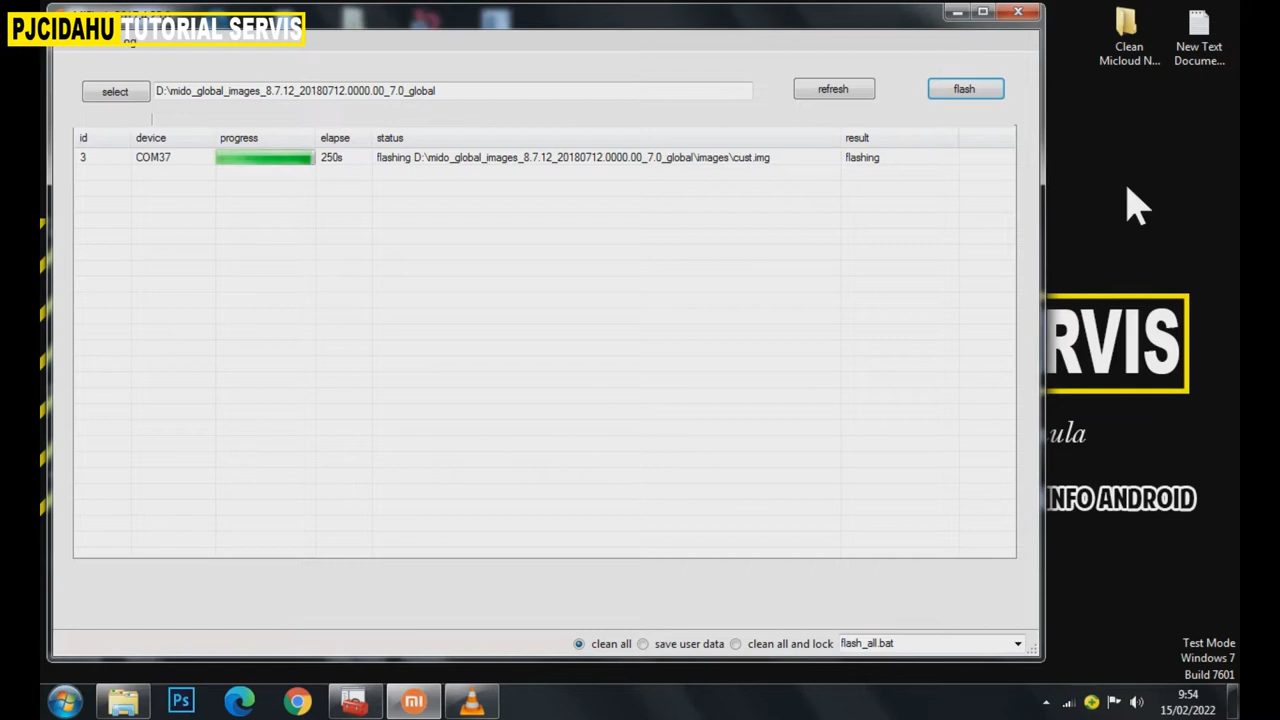 PJCIDAHU TUTORIAL SERVIS
select
D:\mido_global_images_8.7.12_20180712.0000.00_7.0_global
refresh
flash
id device progress elapse status result
3 COM37 250s flashing D:\mido_global_images_8.7.12_20180712.0000.00_7.0_global\images\cust.img flashing
clean all save user data clean all and lock flash_all.bat
Clean
Micloud N...
New Text
Docume...
RVIS
ula
INFO ANDROID
Test Mode
Windows 7
Build 7601
Ps
mi
9:54
15/02/2022